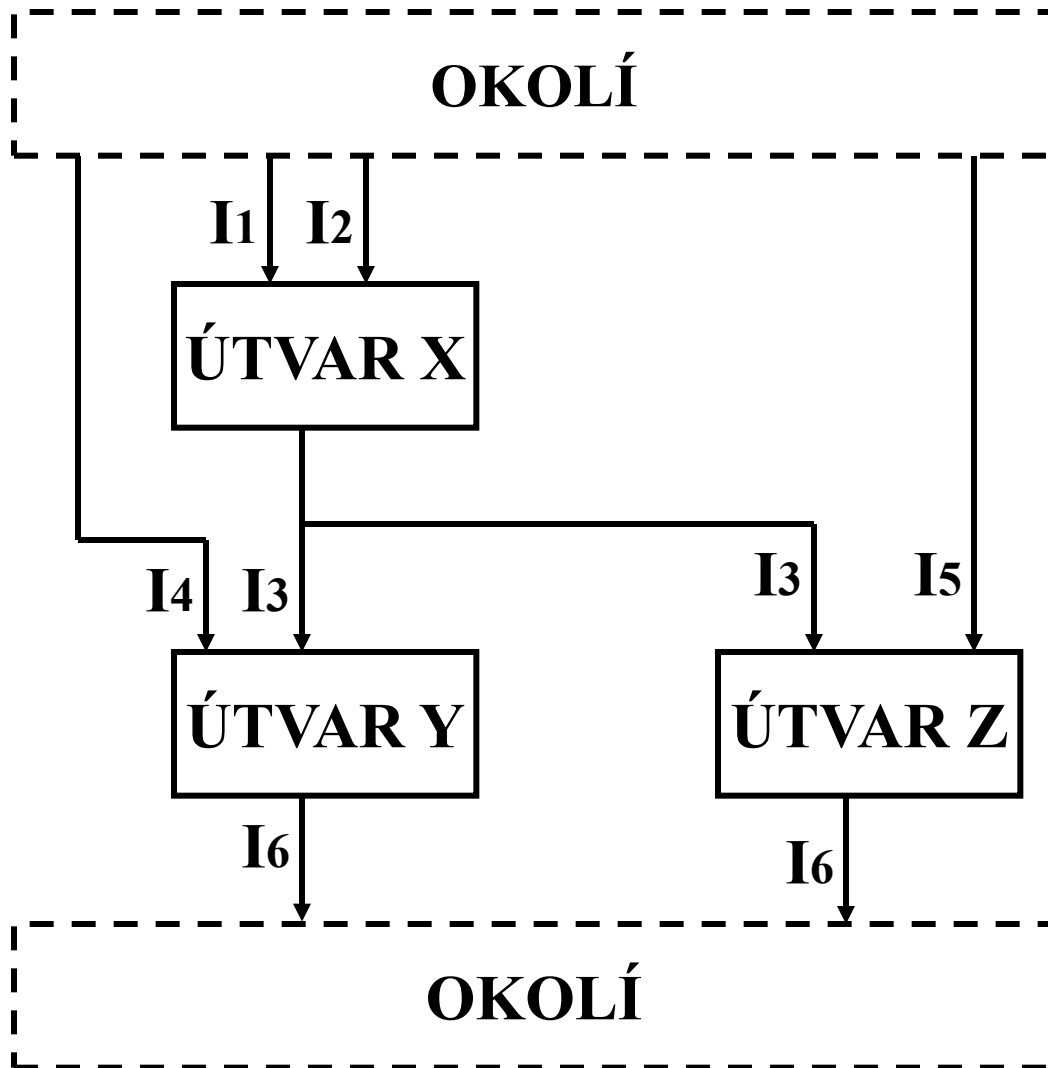 OKOLÍ
I1 I2
ÚTVAR X
I4 I3 I3 I5
ÚTVAR Y ÚTVAR Z
I6 I6
OKOLÍ